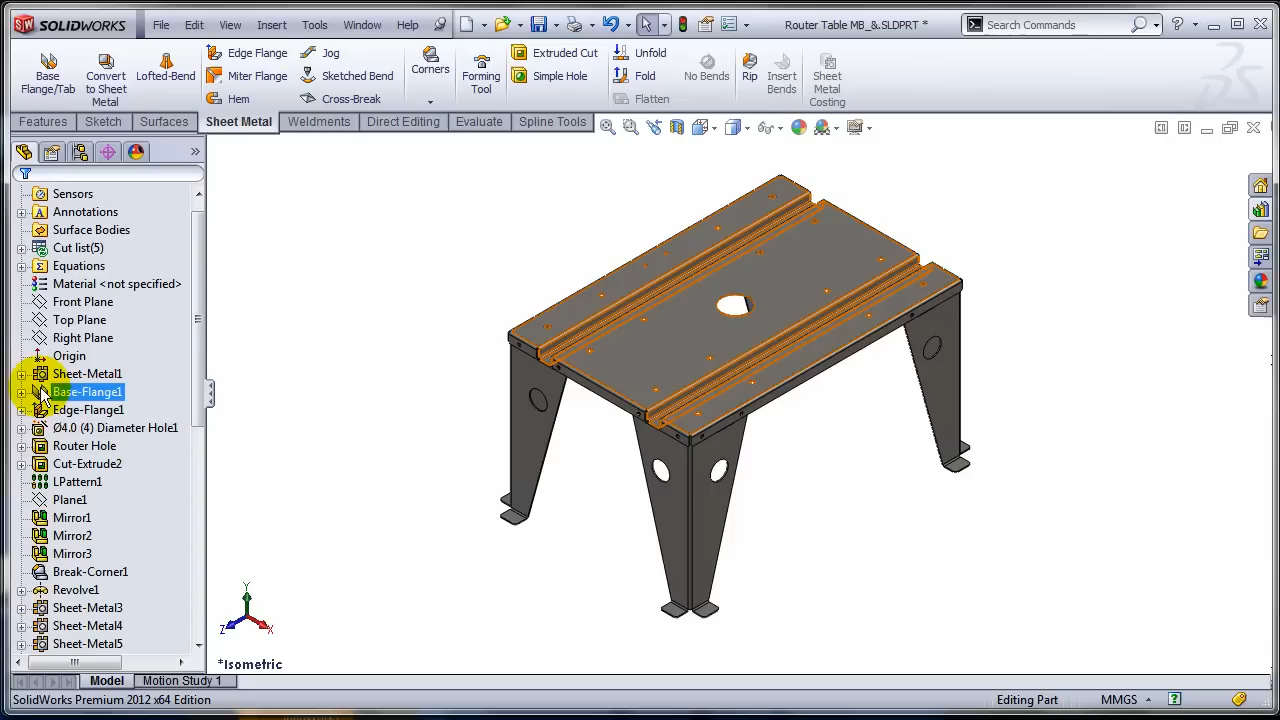 SOLIDWORKS File Edit View Insert Tools Window Help Router Table MB_&.SLDPRT * Search Commands
Base Flange/Tab
Convert to Sheet Metal
Lofted-Bend
Edge Flange
Miter Flange
Hem
Jog
Sketched Bend
Cross-Break
Corners
Forming Tool
Extruded Cut
Simple Hole
Unfold
Fold
Flatten
No Bends
Rip
Insert Bends
Sheet Metal Costing
Features Sketch Surfaces Sheet Metal Weldments Direct Editing Evaluate Spline Tools
Sensors
Annotations
Surface Bodies
Cut list(5)
Equations
Material <not specified>
Front Plane
Top Plane
Right Plane
Origin
Sheet-Metal1
Base-Flange1
Edge-Flange1
Ø4.0 (4) Diameter Hole1
Router Hole
Cut-Extrude2
LPattern1
Plane1
Mirror1
Mirror2
Mirror3
Break-Corner1
Revolve1
Sheet-Metal3
Sheet-Metal4
Sheet-Metal5
Y
Z X
*Isometric
Model Motion Study 1
SolidWorks Premium 2012 x64 Edition Editing Part MMGS